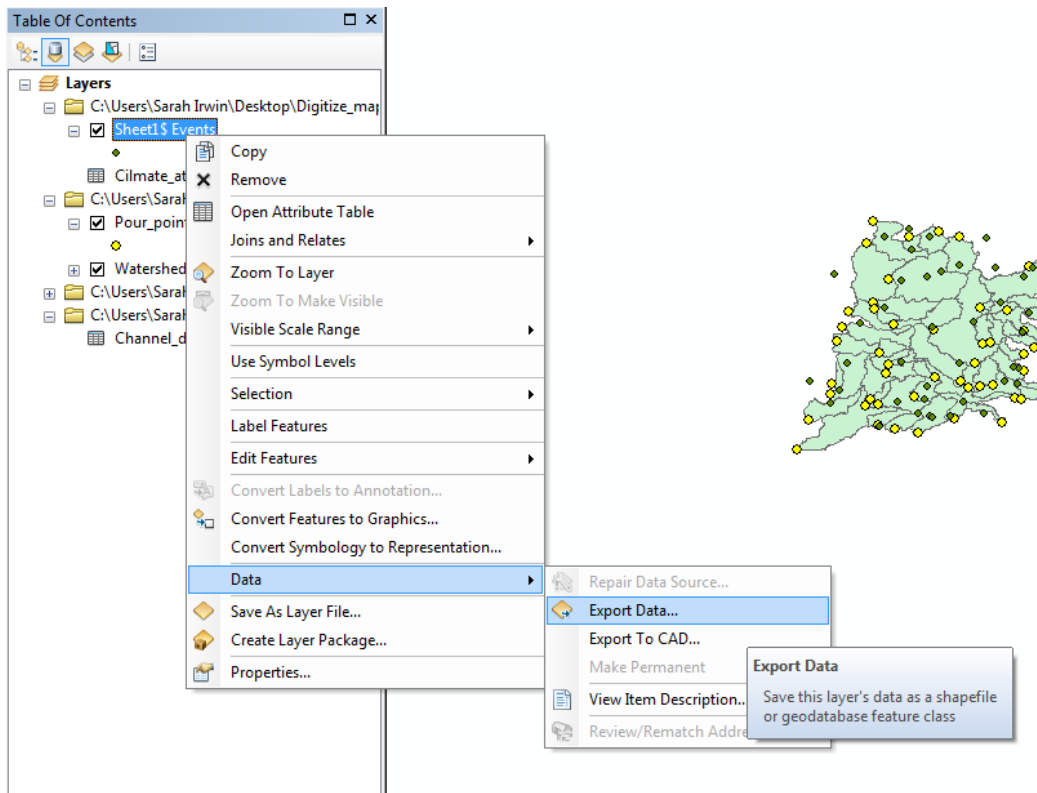 Table Of Contents
Layers
C:\Users\Sarah Irwin\Desktop\Digitize_map
Sheet1$ Events
Cilmate_at
C:\Users\Saral
Pour_poin
Watershed
C:\Users\Saral
C:\Users\Saral
Channel_d
Copy
Remove
Open Attribute Table
Joins and Relates
Zoom To Layer
Zoom To Make Visible
Visible Scale Range
Use Symbol Levels
Selection
Label Features
Edit Features
Convert Labels to Annotation...
Convert Features to Graphics...
Convert Symbology to Representation...
Data
Save As Layer File...
Create Layer Package...
Properties...
Repair Data Source...
Export Data...
Export To CAD...
Make Permanent
View Item Description...
Review/Rematch Addre
Export Data
Save this layer's data as a shapefile
or geodatabase feature class